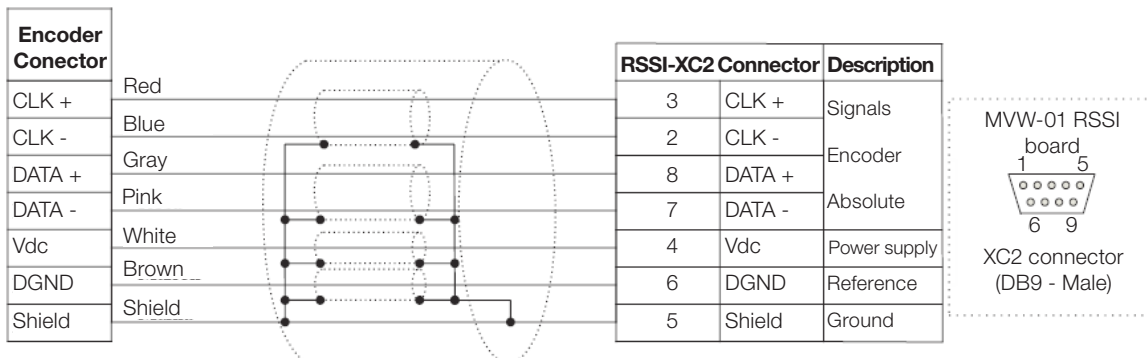 Encoder
Conector
CLK +
CLK -
DATA +
DATA -
Vdc
DGND
Shield
Red
Blue
Gray
Pink
White
Brown
Shield
RSSI-XC2 Connector Description
3 CLK + Signals
2 CLK - Encoder
8 DATA +
7 DATA - Absolute
4 Vdc Power supply
6 DGND Reference
5 Shield Ground
MVW-01 RSSI
board
1 5
6 9
XC2 connector
(DB9 - Male)